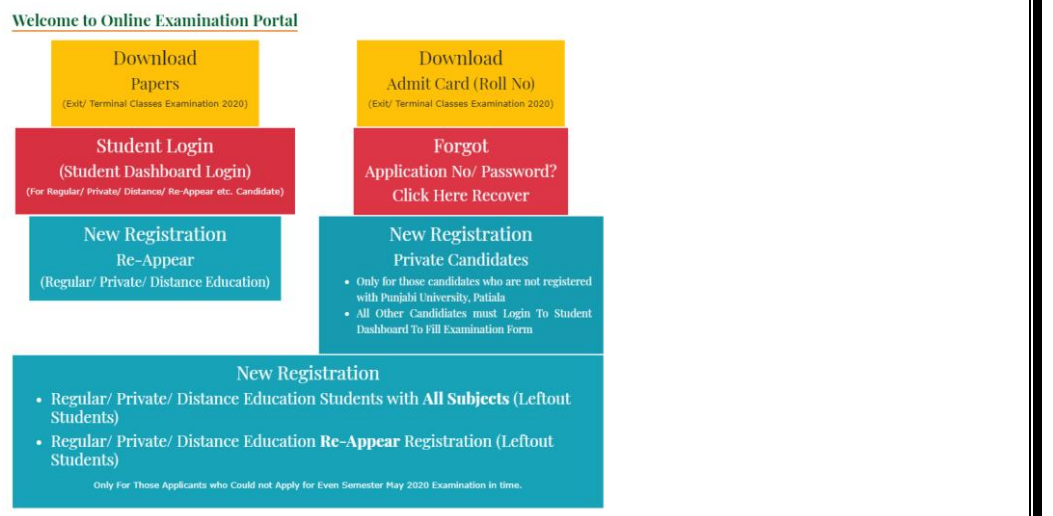 Welcome to Online Examination Portal
Download
Papers
(Exit/ Terminal Classes Examination 2020)
Download
Admit Card (Roll No)
(Exit/ Terminal Classes Examination 2020)
Student Login
(Student Dashboard Login)
(For Regular/ Private/ Distance/ Re-Appear etc. Candidate)
Forgot
Application No/ Password?
Click Here Recover
New Registration
Re-Appear
(Regular/ Private/ Distance Education)
New Registration
Private Candidates
• Only for those candidates who are not registered
with Punjabi University, Patiala
• All Other Candidiates must Login To Student
Dashboard To Fill Examination Form
New Registration
• Regular/ Private/ Distance Education Students with All Subjects (Leftout
Students)
• Regular/ Private/ Distance Education Re-Appear Registration (Leftout
Students)
Only For Those Applicants who Could not Apply for Even Semester May 2020 Examination in time.